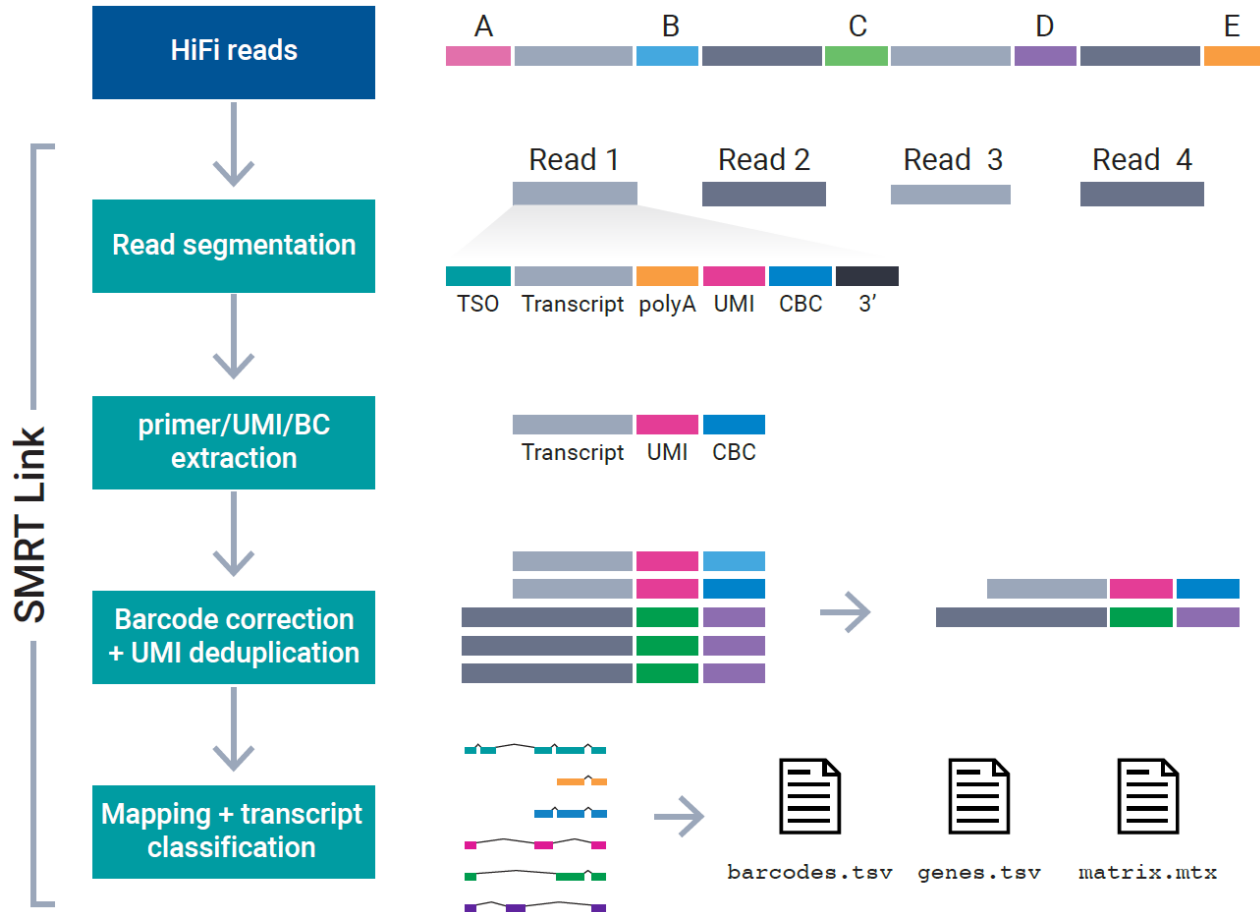 HiFi reads
A B C D E
Read 1 Read 2 Read 3 Read 4
Read segmentation
TSO Transcript polyA UMI CBC 3’
SMRT Link
primer/UMI/BC
extraction
Transcript UMI CBC
Barcode correction
+ UMI deduplication
Mapping + transcript
classification
barcodes.tsv genes.tsv matrix.mtx